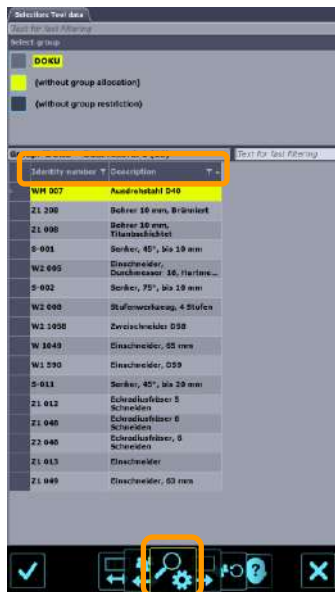 Selection: Tool data
Text for fast filtering
Select group
DOKU
(without group allocation)
(without group restriction)
Text for fast filtering
Identity number Description
WM 007 Ausdrehstahl D40
Z1 208 Bohrer 10 mm, Brüniert
Z1 008 Bohrer 10 mm,
Titanbeschichtet
S-001 Senker, 45°, bis 10 mm
W2 005 Einschneider,
Durchmesser 10, Hartme...
S-002 Senker, 75°, bis 10 mm
W2 008 Stufenwerkzeug, 4 Stufen
W2 1058 Zweischneider D58
W 1049 Einschneider, 65 mm
W1 590 Einschneider, D59
S-011 Senker, 45°, bis 20 mm
Z1 012 Eckradiusfräser 5
Schneiden
Z1 046 Eckradiusfräser 6
Schneiden
Z2 046 Eckradiusfräser, 6
Schneiden
Z1 013 Einschneider
Z1 049 Einschneider, 63 mm